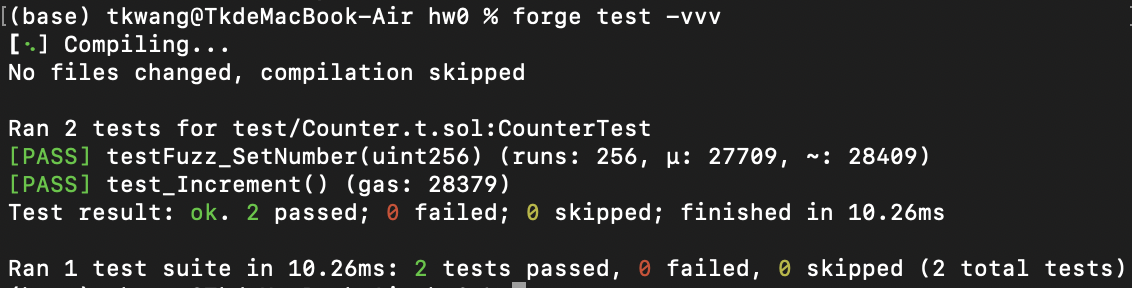 [(base) tkwang@TkdeMacBook-Air hw0 % forge test -vvv
[⠢] Compiling...
No files changed, compilation skipped
Ran 2 tests for test/Counter.t.sol:CounterTest
[PASS] testFuzz_SetNumber(uint256) (runs: 256, μ: 27709, ~: 28409)
[PASS] test_Increment() (gas: 28379)
Test result: ok. 2 passed; 0 failed; 0 skipped; finished in 10.26ms
Ran 1 test suite in 10.26ms: 2 tests passed, 0 failed, 0 skipped (2 total tests)